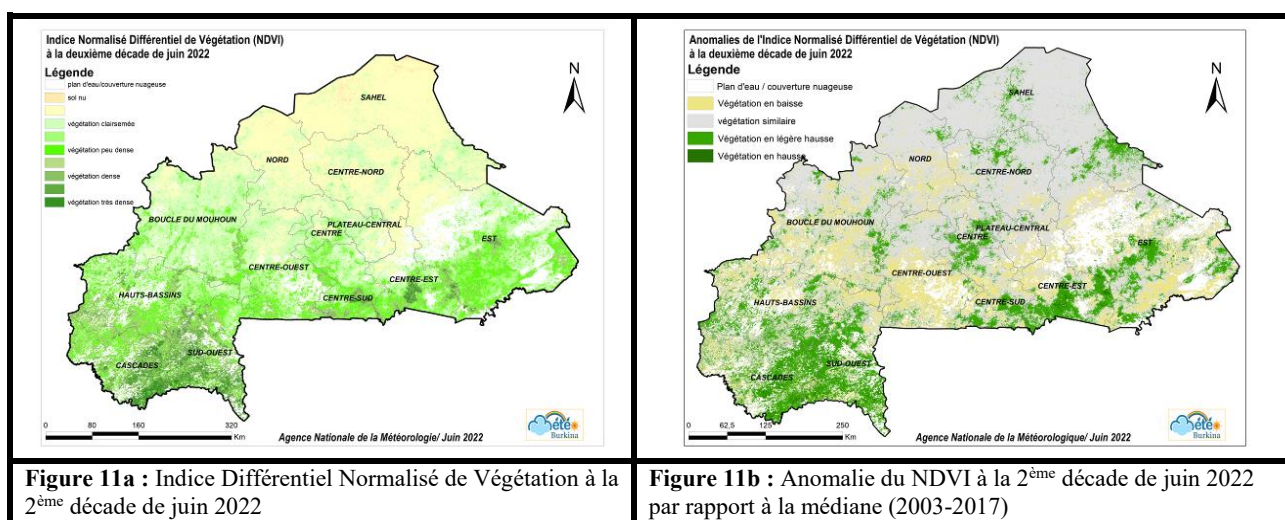 Indice Normalisé Différentiel de Végétation (NDVI)
à la deuxième décade de juin 2022
Légende
plan d'eau/couverture nuageuse
sol nu
végétation clairsemée
végétation peu dense
végétation dense
végétation très dense
N
SAHEL
NORD
CENTRE-NORD
BOUCLE DU MOUHOUN
PLATEAU-CENTRAL
CENTRE
EST
CENTRE-OUEST
CENTRE-EST
HAUTS-BASSINS
CENTRE-SUD
SUD-OUEST
CASCADES
0 80 160 320
Km
Agence Nationale de la Météorologie/ Juin 2022
Météo
Burkina
Anomalies de l'Indice Normalisé Différentiel de Végétation (NDVI)
à la deuxième décade de juin 2022
Légende
Plan d'eau / couverture nuageuse
Végétation en baisse
végétation similaire
Végétation en légère hausse
Végétation en hausse
N
SAHEL
NORD
CENTRE-NORD
BOUCLE DU MOUHOUN
PLATEAU-CENTRAL
CENTRE
EST
CENTRE-OUEST
CENTRE-EST
HAUTS-BASSINS
CENTRE-SUD
SUD-OUEST
CASCADES
0 62,5 125 250
Km
Agence Nationale de la Météorologique/ Juin 2022
Météo
Burkina
Figure 11a : Indice Différentiel Normalisé de Végétation à la
2ème décade de juin 2022
Figure 11b : Anomalie du NDVI à la 2ème décade de juin 2022
par rapport à la médiane (2003-2017)